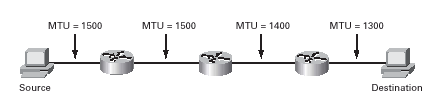 MTU = 1500
MTU = 1500
MTU = 1400
MTU = 1300
Source
Destination